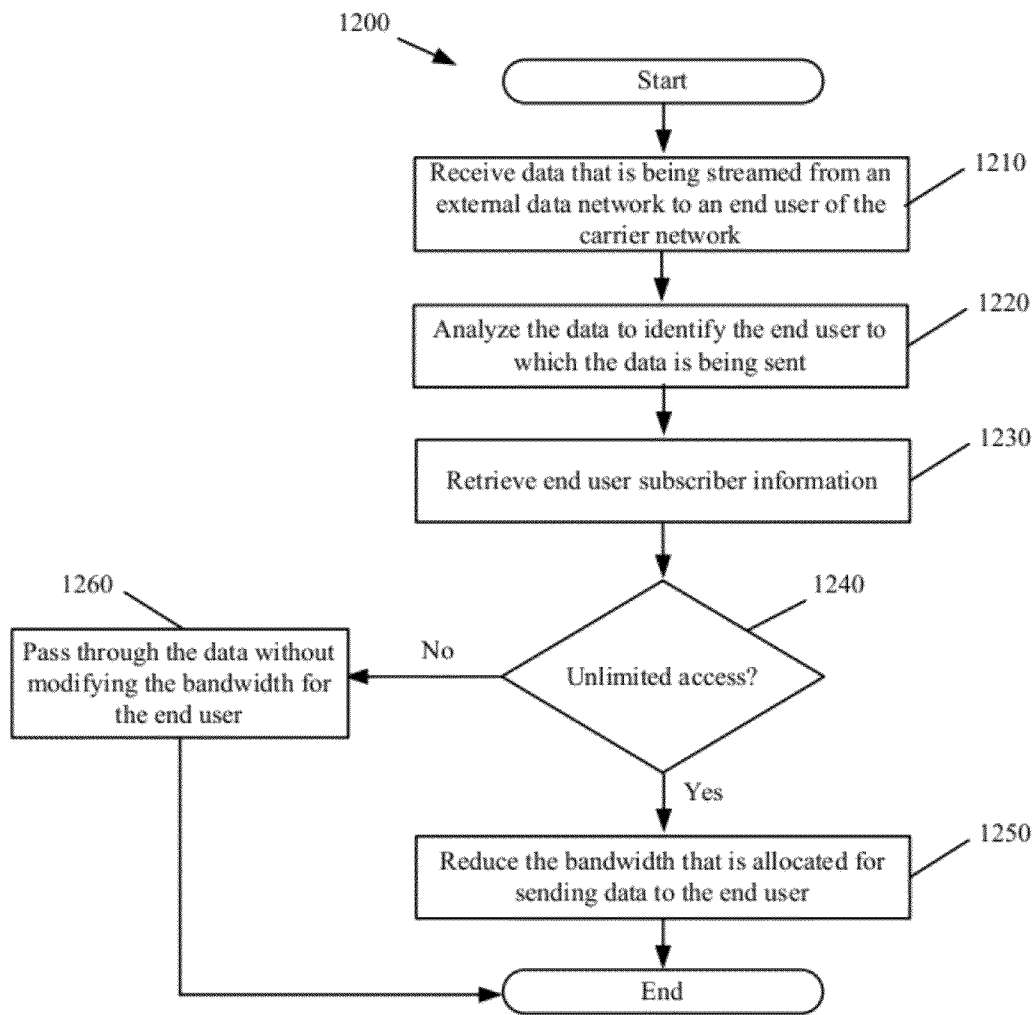 1200
Start
Receive data that is being streamed from an
external data network to an end user of the
carrier network
1210
Analyze the data to identify the end user to
which the data is being sent
1220
Retrieve end user subscriber information
1230
Unlimited access?
1240
No
Pass through the data without
modifying the bandwidth for
the end user
1260
Yes
Reduce the bandwidth that is allocated for
sending data to the end user
1250
End